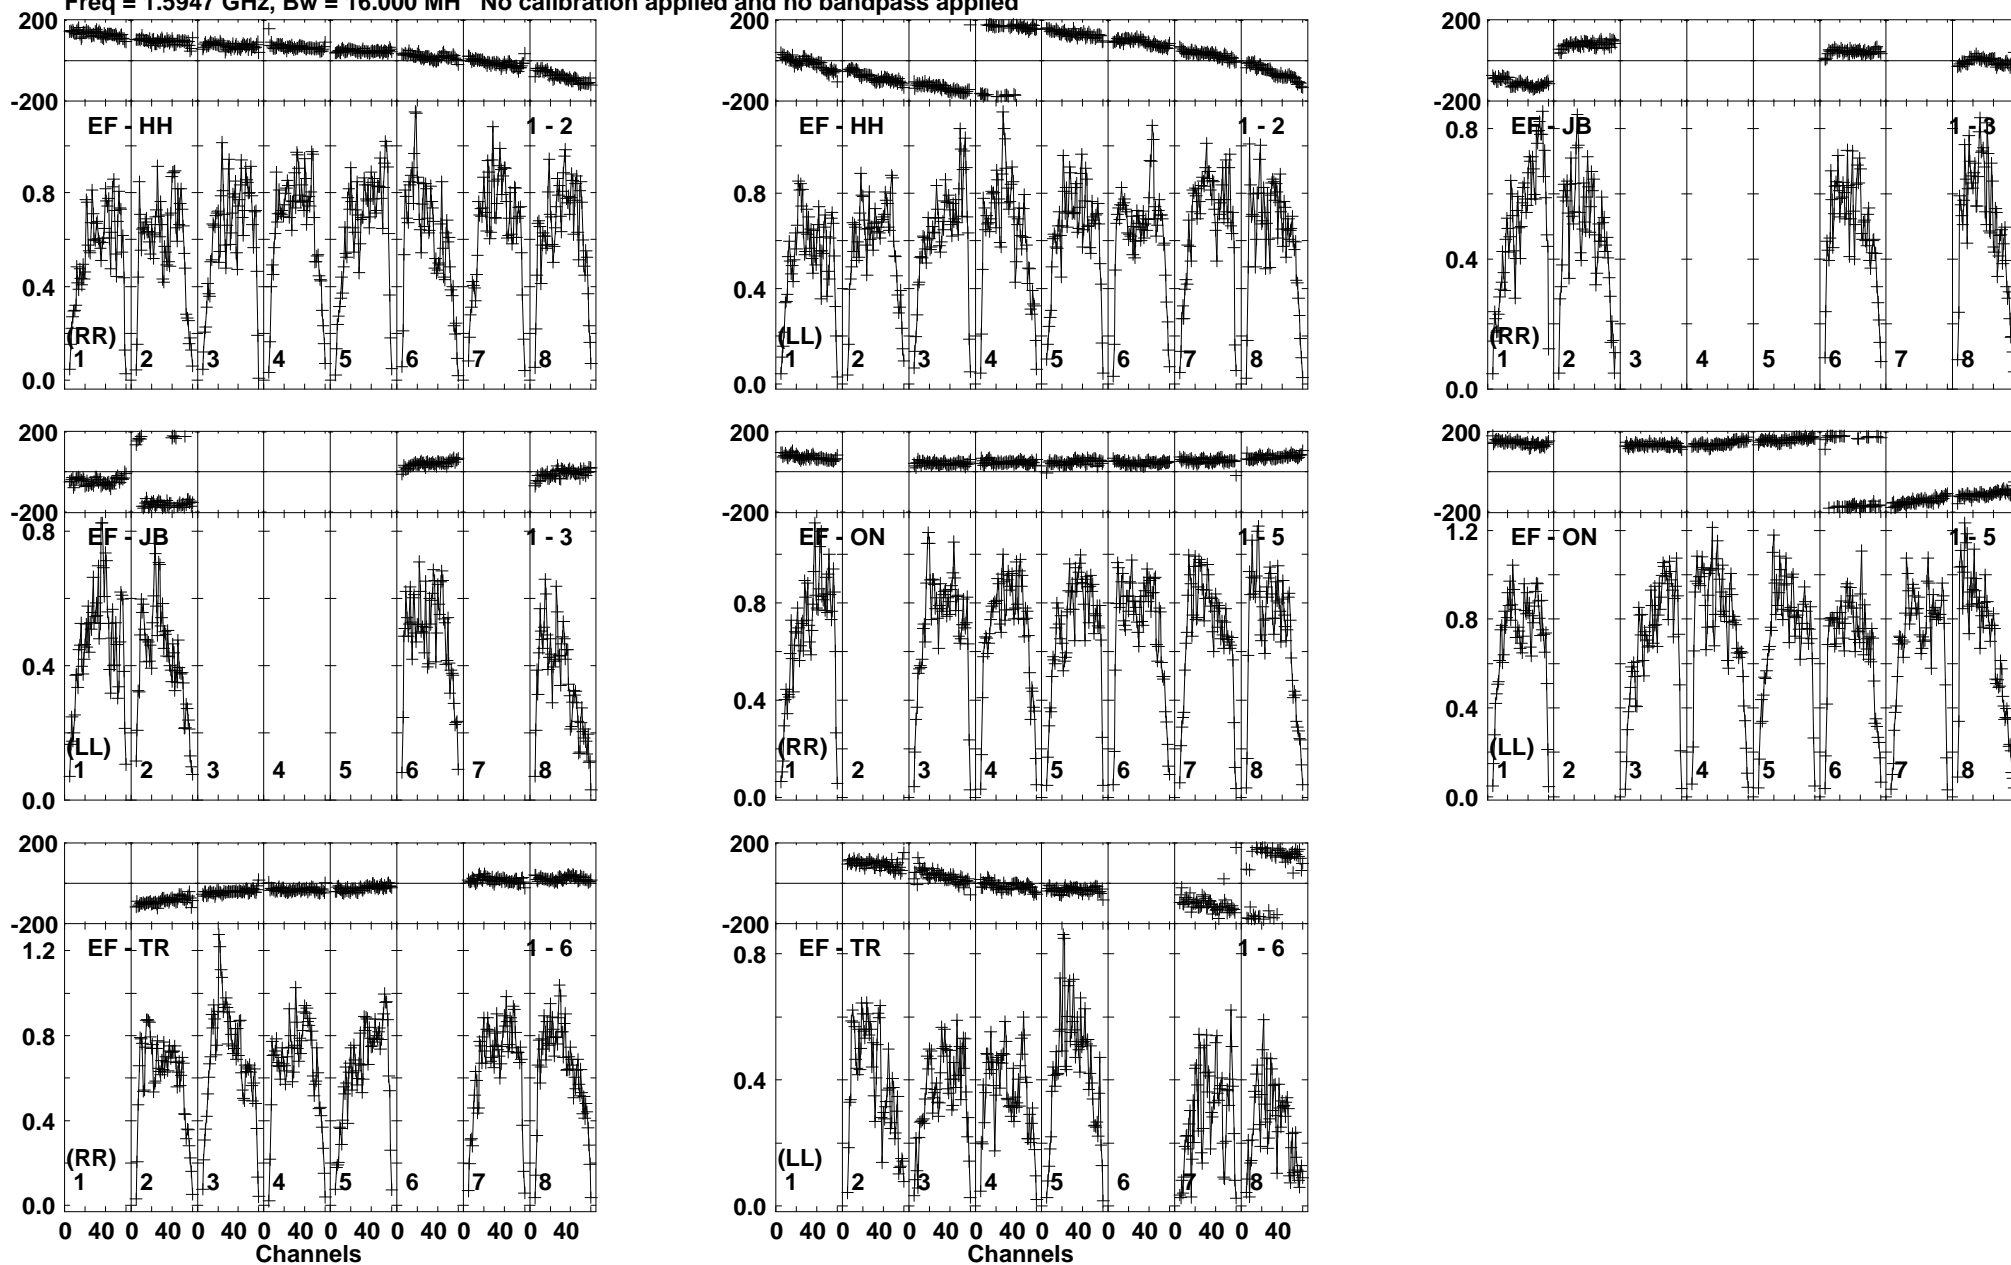 Freq = 1.5947 GHz, Bw = 16.000 MH No calibration applied and no bandpass applied
200 200 200
-200 -200 -200
EF - HH 1 - 2 EF - HH 1 - 2 EF - JB 1 - 3
0.8 0.8 0.8
0.4 0.4 0.4
(RR) (LL) (RR)
1 2 3 4 5 6 7 8 1 2 3 4 5 6 7 8 1 2 3 4 5 6 7 8
0.0 0.0 0.0
200 200 200
-200 -200 -200
0.8 EF - JB 1 - 3 EF - ON 1 - 5 1.2 EF - ON 1 - 5
0.8 0.8
0.4 0.4 0.4
(LL) (RR) (LL)
1 2 3 4 5 6 7 8 1 2 3 4 5 6 7 8 1 2 3 4 5 6 7 8
0.0 0.0 0.0
200 200
-200 -200
1.2 EF - TR 1 - 6 0.8 EF - TR 1 - 6
0.8
0.4 0.4
(RR) (LL)
1 2 3 4 5 6 7 8 1 2 3 4 5 6 7 8
0.0 0.0
0 40 0 40 0 40 0 40 0 40 0 40 0 40 0 40 0 40 0 40 0 40 0 40 0 40 0 40 0 40 0 40
Channels Channels